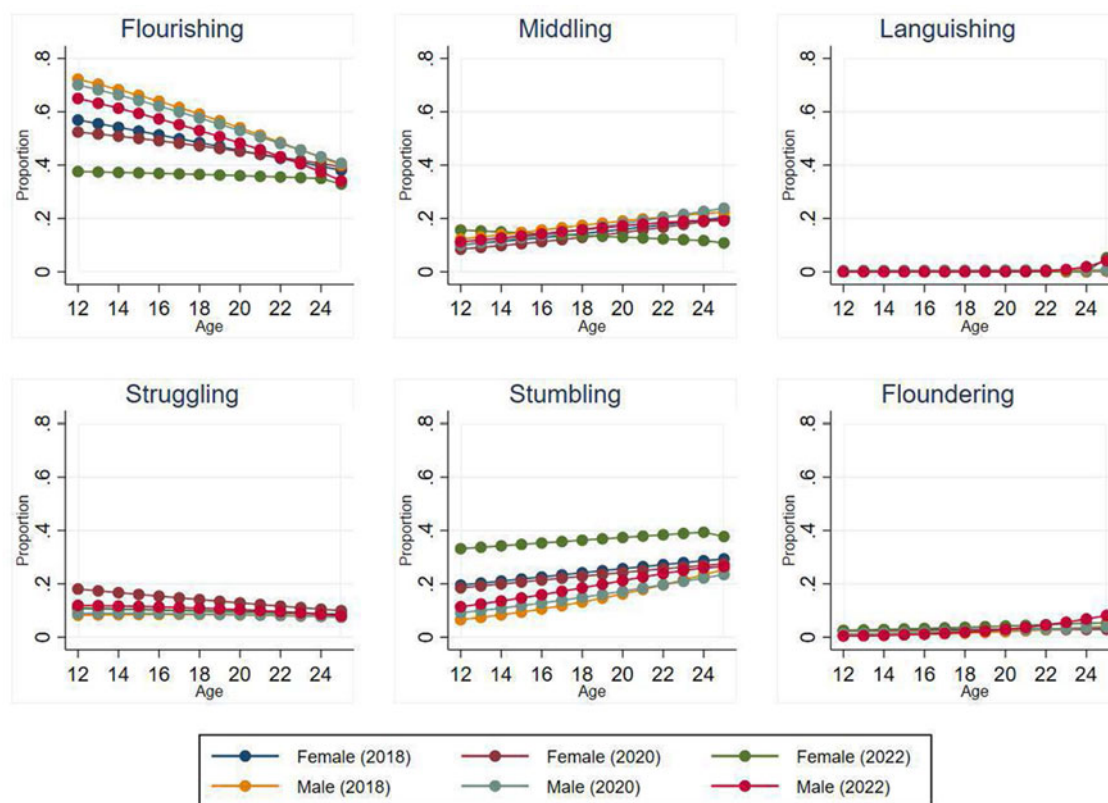 Flourishing Middling Languishing
.8 .8 .8
.6 .6 .6
.4 .4 .4
.2 .2 .2
0 0 0
Proportion Proportion Proportion
12 14 16 18 20 22 24 12 14 16 18 20 22 24 12 14 16 18 20 22 24
Age Age Age
Struggling Stumbling Floundering
.8 .8 .8
.6 .6 .6
.4 .4 .4
.2 .2 .2
0 0 0
Proportion Proportion Proportion
12 14 16 18 20 22 24 12 14 16 18 20 22 24 12 14 16 18 20 22 24
Age Age Age
Female (2018) Female (2020) Female (2022)
Male (2018) Male (2020) Male (2022)